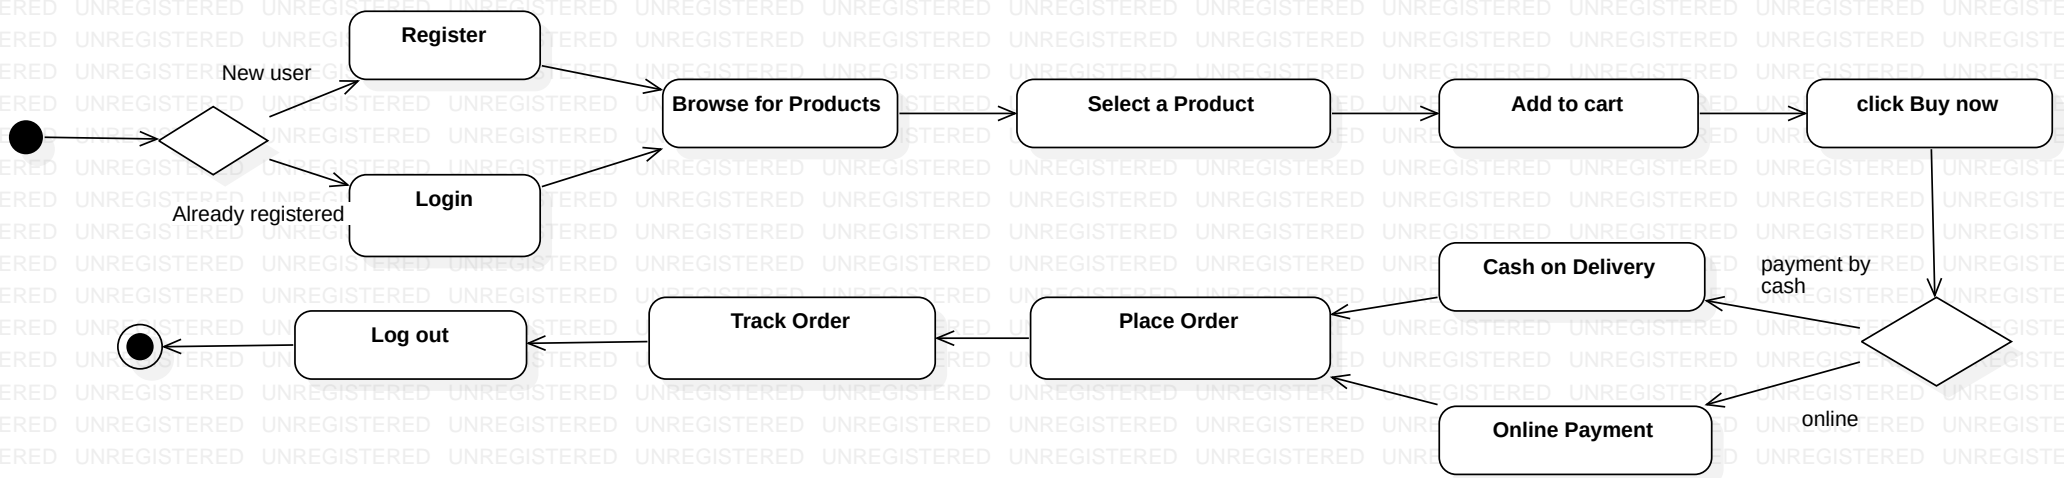 Register
New user
Browse for Products
Select a Product
Add to cart
click Buy now
Login
Already registered
Cash on Delivery
payment by
cash
Log out
Track Order
Place Order
Online Payment
online
UNREGISTERED